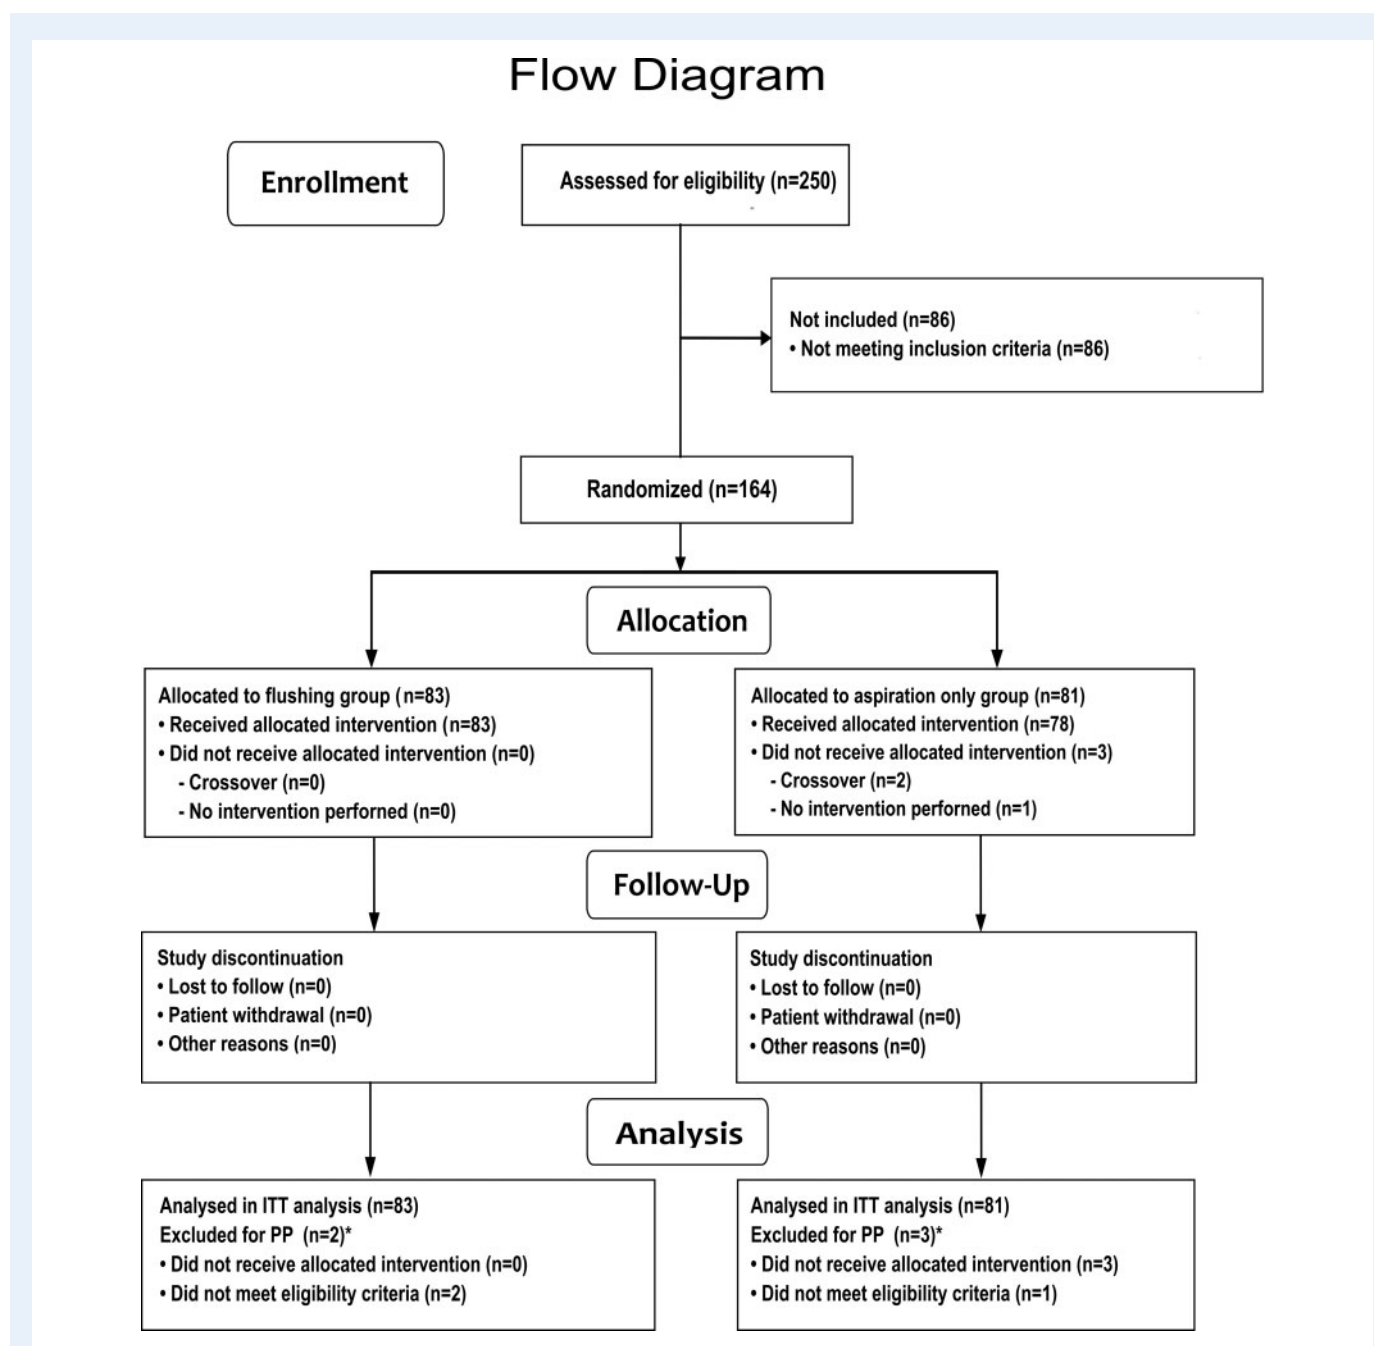 Flow Diagram
Enrollment
Assessed for eligibility (n=250)
Not included (n=86)
• Not meeting inclusion criteria (n=86)
Randomized (n=164)
Allocation
Allocated to flushing group (n=83)
• Received allocated intervention (n=83)
• Did not receive allocated intervention (n=0)
- Crossover (n=0)
- No intervention perforned (n=0)
Allocated to aspiration only group (n=81)
• Received allocated intervention (n=78)
• Did not receive allocated intervention (n=3)
- Crossover (n=2)
- No intervention perforned (n=1)
Follow-Up
Study discontinuation
• Lost to follow (n=0)
• Patient withdrawal (n=0)
• Other reasons (n=0)
Study discontinuation
• Lost to follow (n=0)
• Patient withdrawal (n=0)
• Other reasons (n=0)
Analysis
Analysed in ITT analysis (n=83)
Excluded for PP (n=2)*
• Did not receive allocated intervention (n=0)
• Did not meet eligibility criteria (n=2)
Analysed in ITT analysis (n=81)
Excluded for PP (n=3)*
• Did not receive allocated intervention (n=3)
• Did not meet eligibility criteria (n=1)